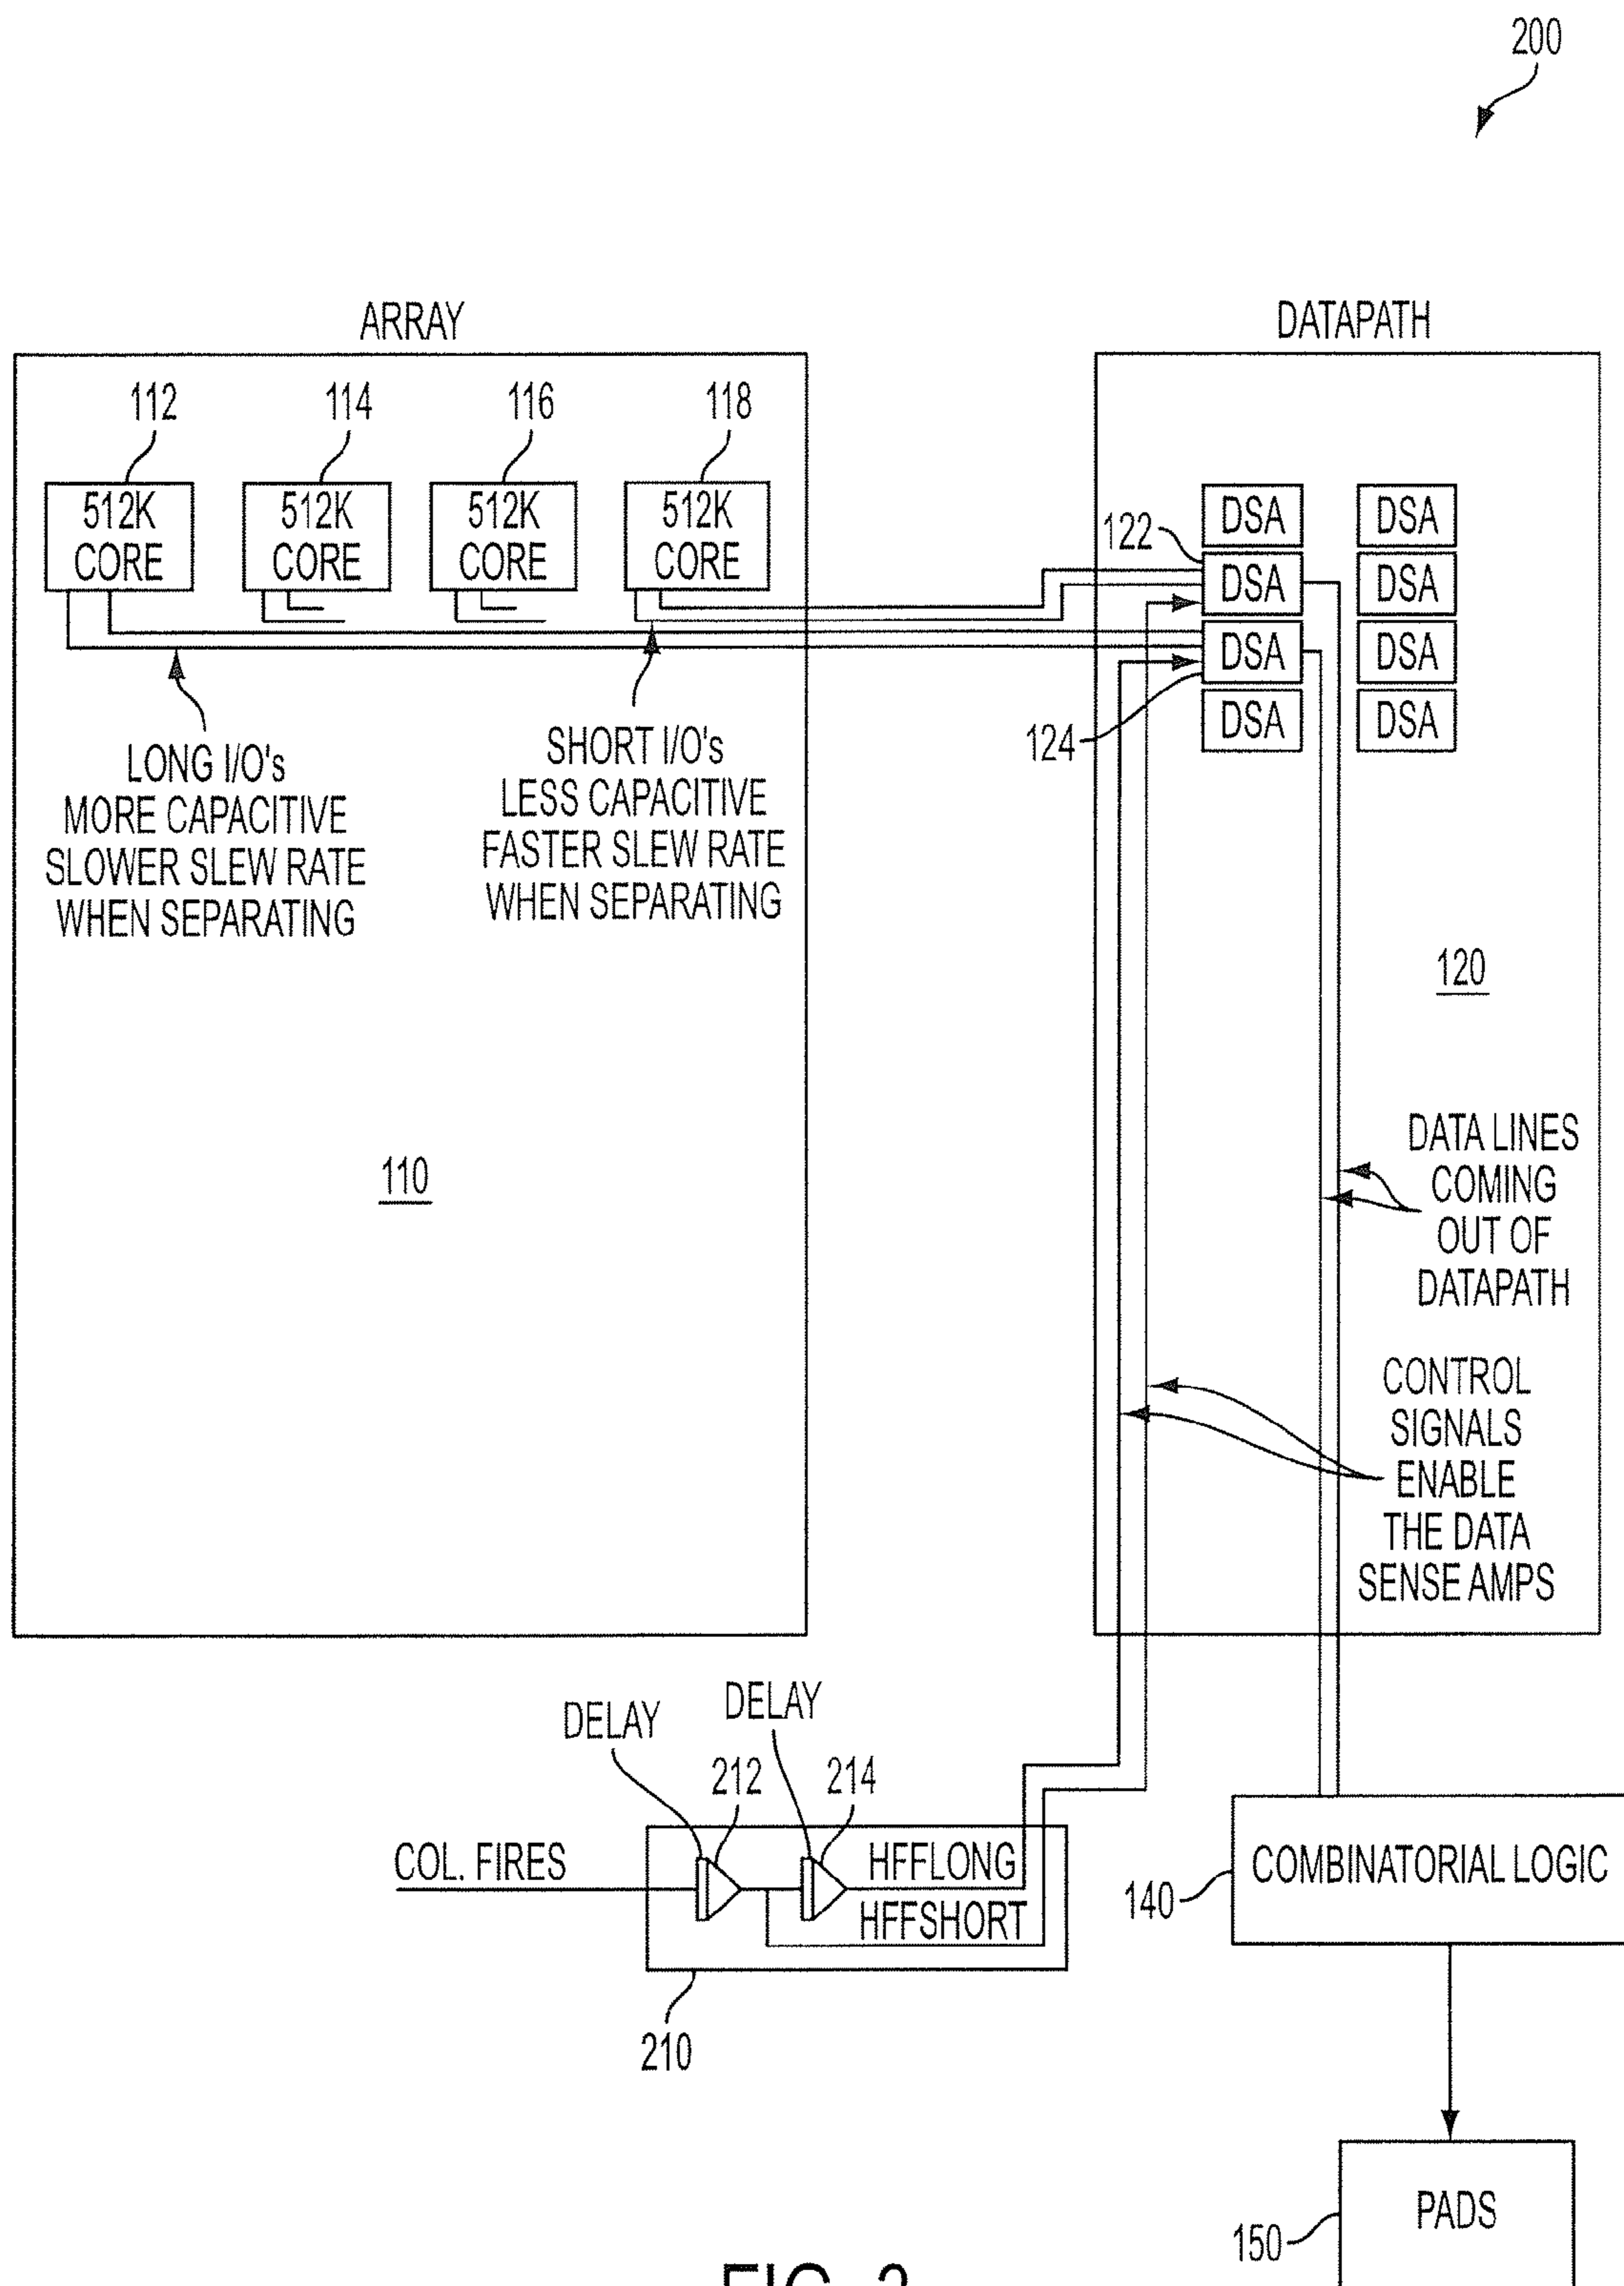 200
ARRAY
DATAPATH
112
114
116
118
512K
CORE
512K
CORE
512K
CORE
512K
CORE
122
124
DSA
DSA
DSA
DSA
DSA
DSA
DSA
DSA
LONG I/O's
MORE CAPACITIVE
SLOWER SLEW RATE
WHEN SEPARATING
SHORT I/O's
LESS CAPACITIVE
FASTER SLEW RATE
WHEN SEPARATING
120
110
DATA LINES
COMING
OUT OF
DATAPATH
CONTROL
SIGNALS
ENABLE
THE DATA
SENSE AMPS
DELAY
DELAY
212
214
COL. FIRES
HFFLONG
HFFSHORT
210
COMBINATORIAL LOGIC
140
PADS
150
FIG.